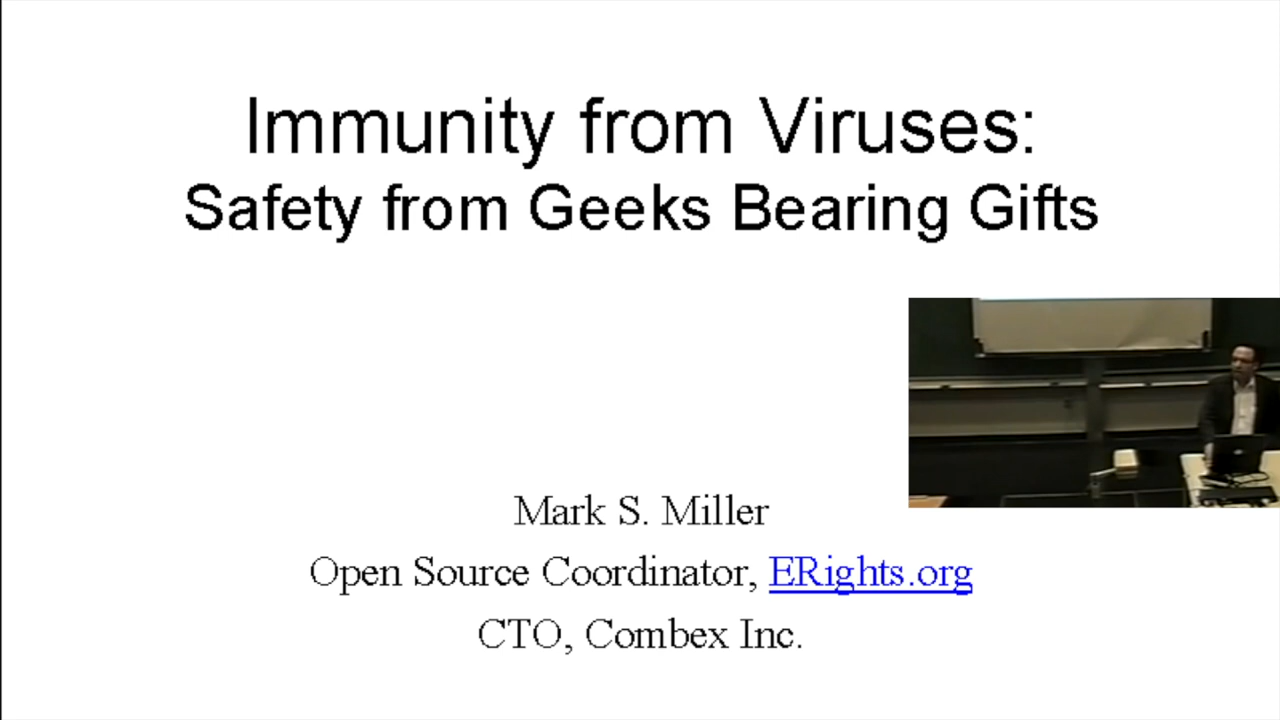 Immunity from Viruses:
Safety from Geeks Bearing Gifts
Mark S. Miller
Open Source Coordinator, ERights.org
CTO, Combex Inc.